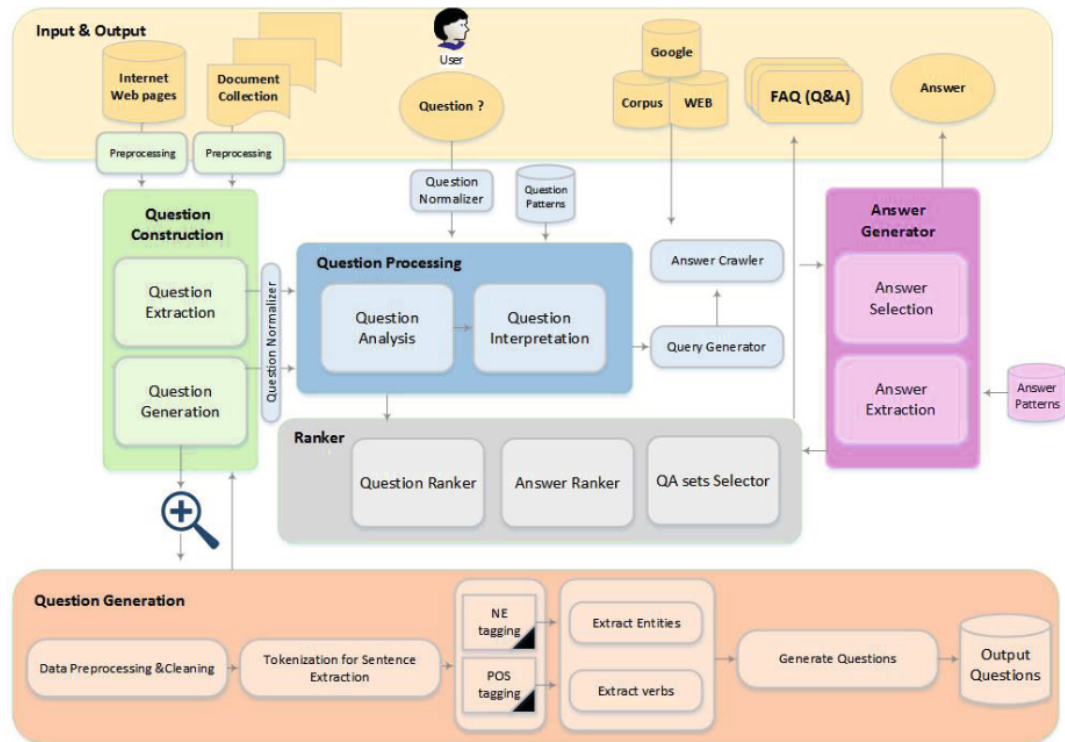 Input & Output
User
Internet
Web pages
Document
Collection
Question ?
Google
Corpus
WEB
FAQ (Q&A)
Answer
Preprocessing
Preprocessing
Question
Normalizer
Question
Patterns
Question
Construction
Question
Extraction
Question
Generation
Question Normalizer
Question Processing
Question
Analysis
Question
Interpretation
Answer Crawler
Query Generator
Answer
Generator
Answer
Selection
Answer
Extraction
Answer
Patterns
Ranker
Question Ranker
Answer Ranker
QA sets Selector
Question Generation
Data Preprocessing &Cleaning
Tokenization for Sentence
Extraction
NE
tagging
POS
tagging
Extract Entities
Extract verbs
Generate Questions
Output
Questions